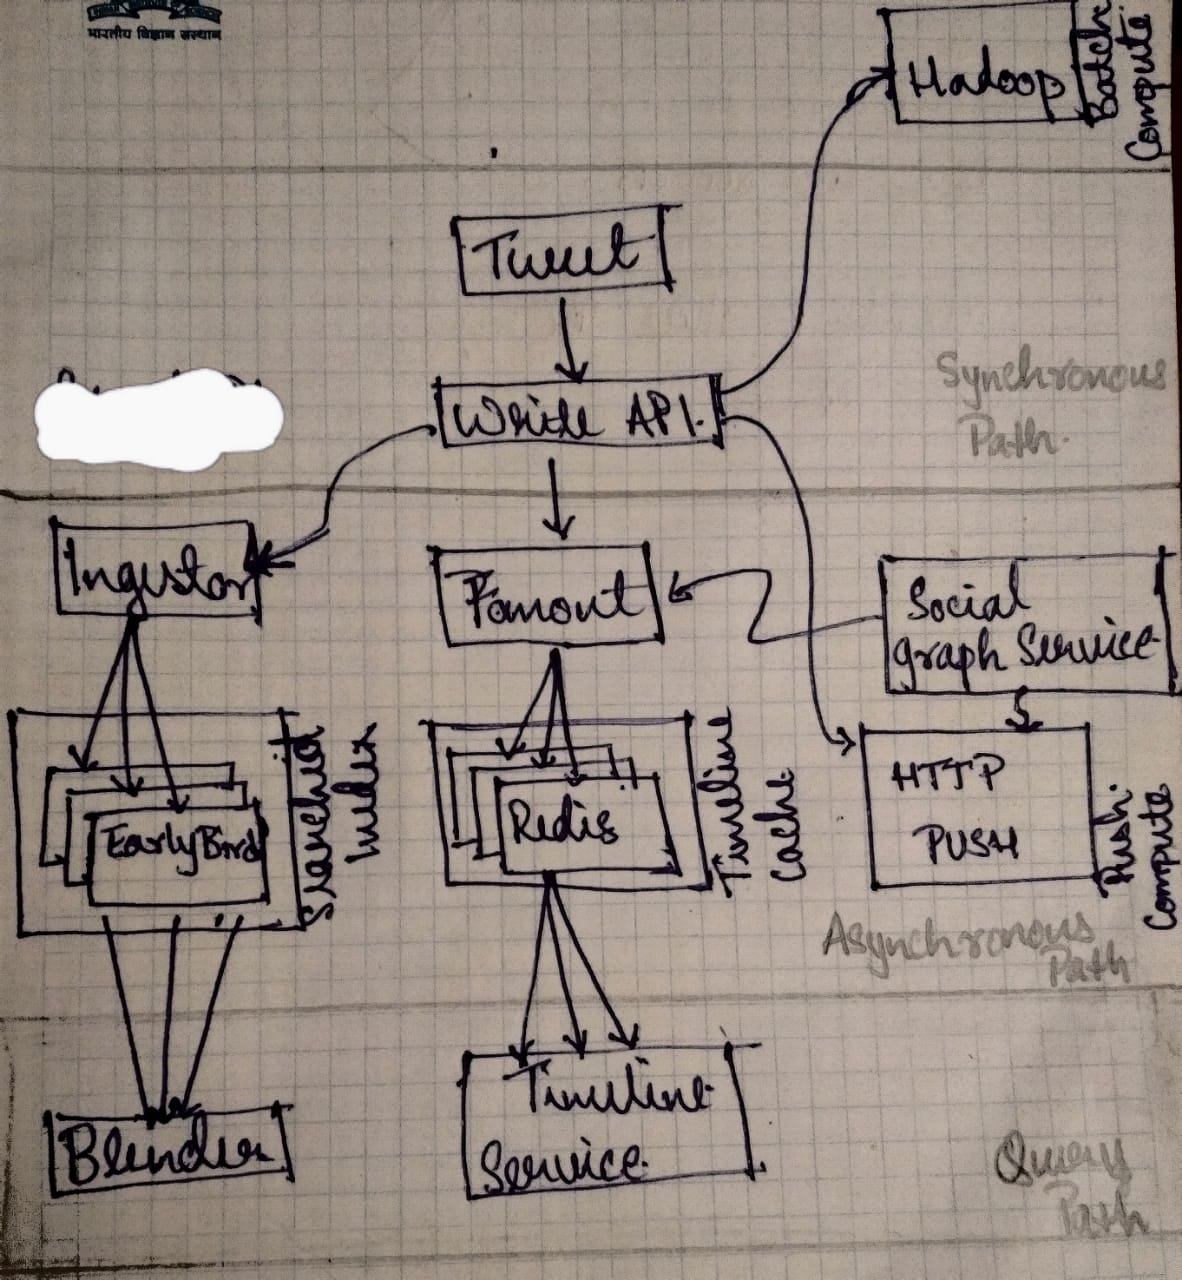 भारतीय विज्ञान संस्थान
Hadoop
Batch
Compute
Tweet
Write API.
Synchronous
Path.
Ingestor
Fanout
Social
graph Service
EarlyBird
Search
Index
Redis
Timeline
Cache
HTTP
PUSH
Push
Compute
Asynchronous
Path
Blender
Timeline
Service.
Query
Path